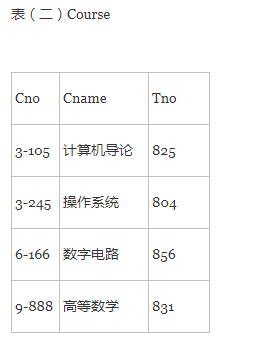 表（二）Course
Cno Cname Tno
3-105 计算机导论 825
3-245 操作系统 804
6-166 数字电路 856
9-888 高等数学 831